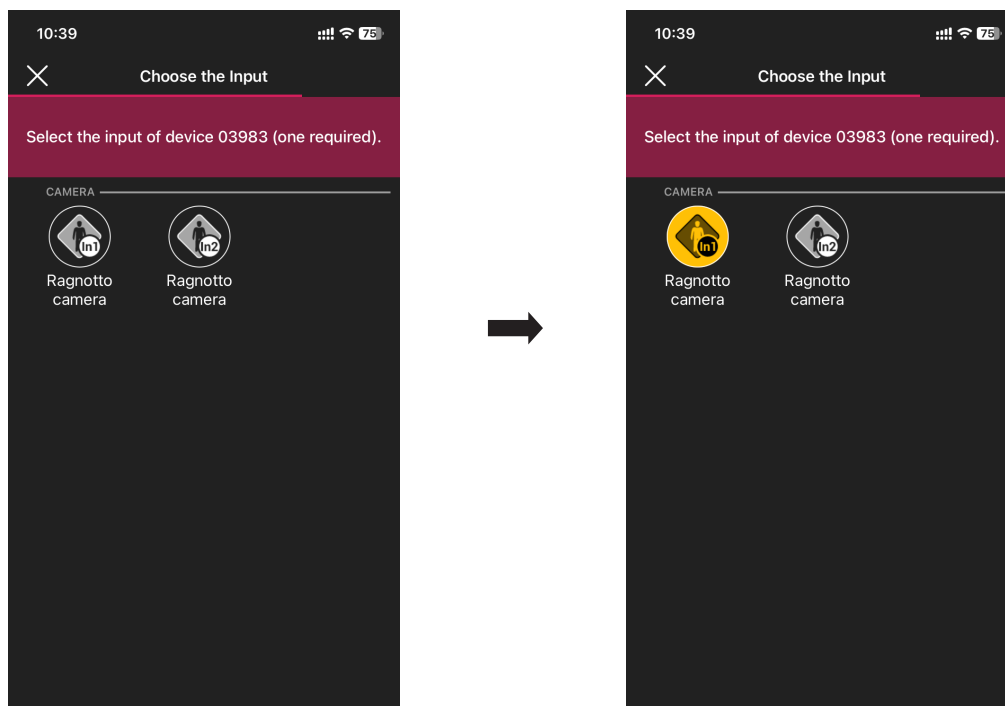 10:39
75
Choose the Input
Select the input of device 03983 (one required).
CAMERA
In1
In2
Ragnotto
camera
Ragnotto
camera
10:39
75
Choose the Input
Select the input of device 03983 (one required).
CAMERA
In1
In2
Ragnotto
camera
Ragnotto
camera